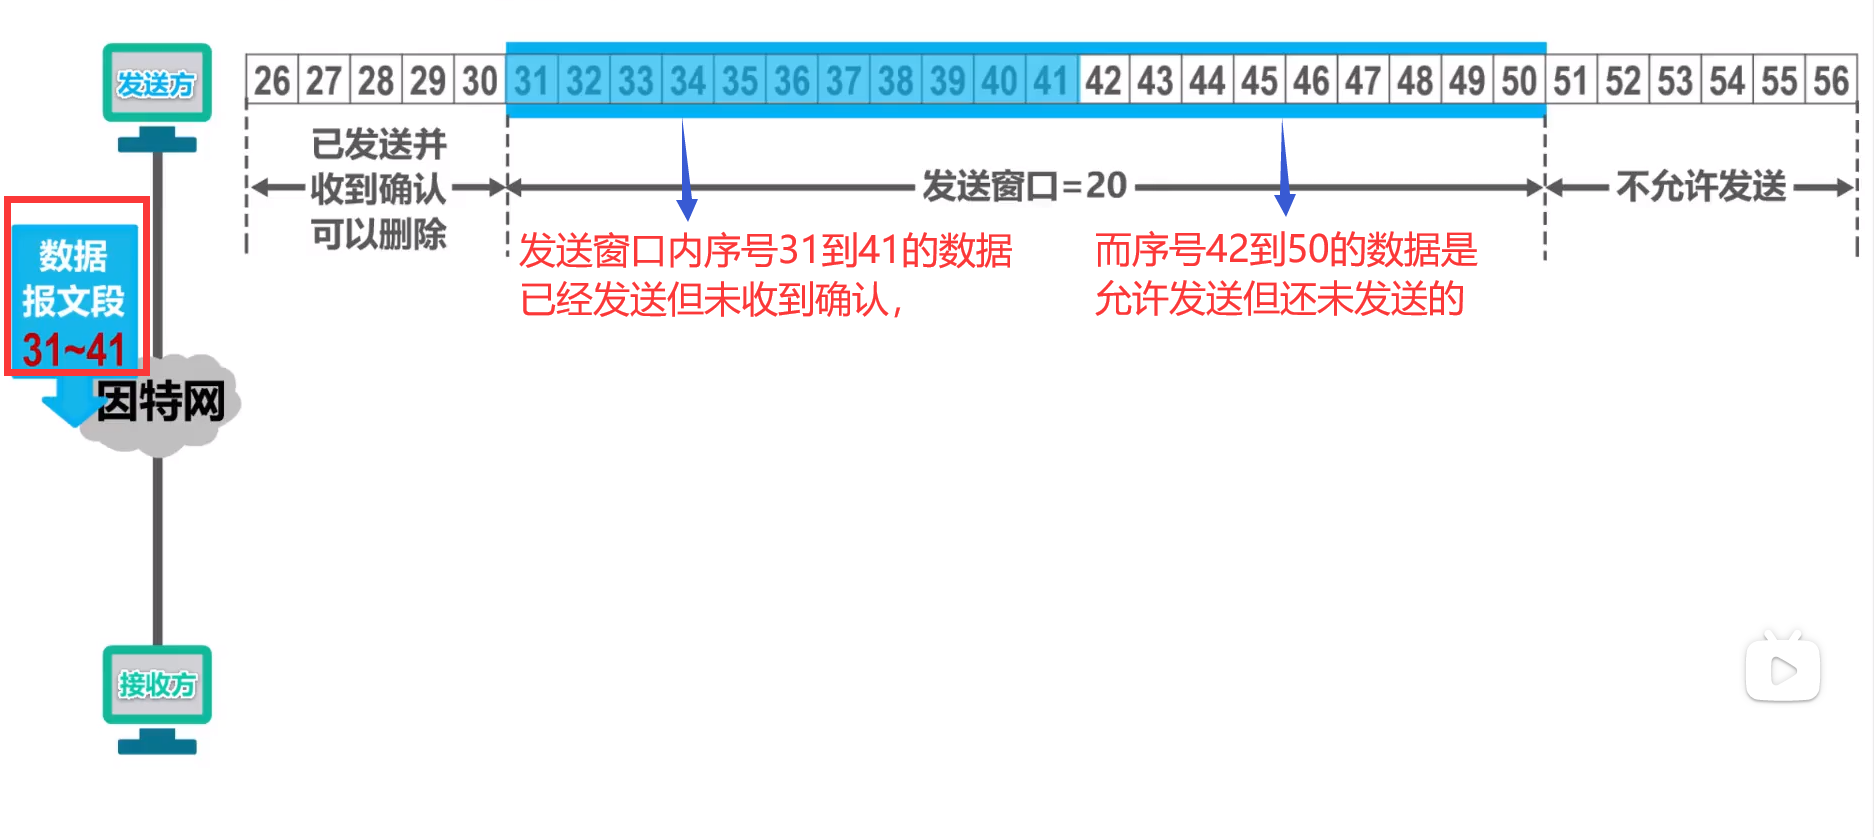 发送方
26 27 28 29 30 31 32 33 34 35 36 37 38 39 40 41 42 43 44 45 46 47 48 49 50 51 52 53 54 55 56
已发送并
收到确认
可以删除
发送窗口=20
不允许发送
发送窗口内序号31到41的数据
已经发送但未收到确认，
而序号42到50的数据是
允许发送但还未发送的
数据
报文段
31~41
因特网
接收方